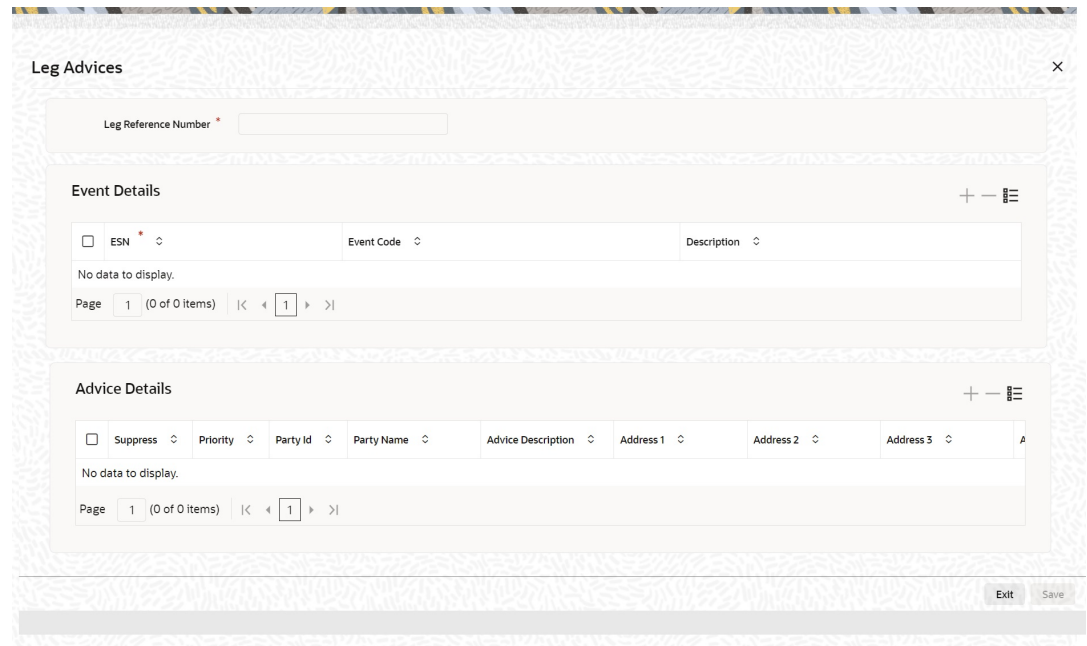 Leg Advices
Leg Reference Number *
Event Details
ESN * Event Code Description
No data to display.
Page 1 (0 of 0 items) 1
Advice Details
Suppress Priority Party Id Party Name Advice Description Address 1 Address 2 Address 3
No data to display.
Page 1 (0 of 0 items) 1
Exit Save